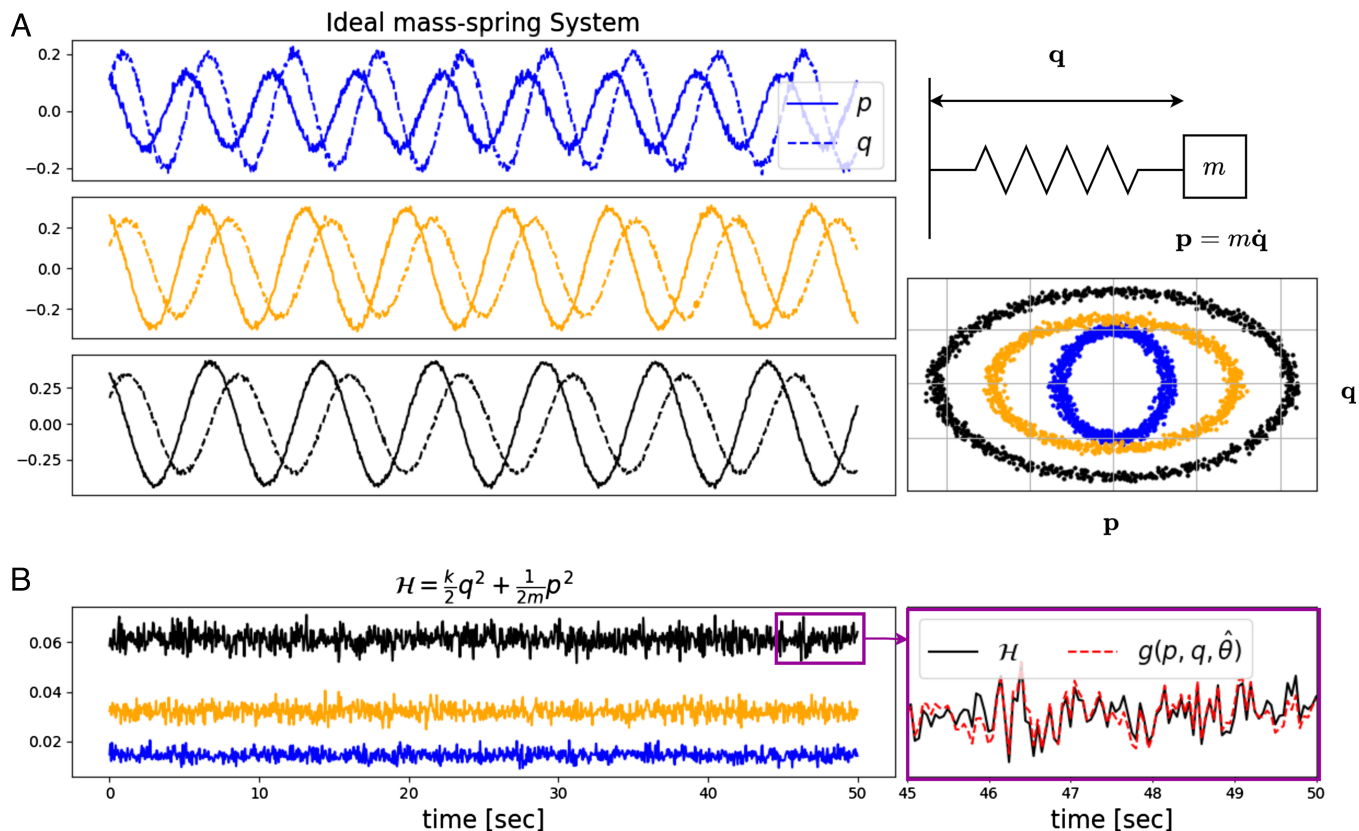 A
Ideal mass-spring System
0.2
0.0
−0.2
p
q
0.2
0.0
−0.2
0.25
0.00
−0.25
q
m
p = mq̇
q
p
B
ℋ = k/2 q² + 1/2m p²
0.06
0.04
0.02
0
10
20
30
40
50
time [sec]
ℋ
g(p, q, θ̂)
45
46
47
48
49
50
time [sec]